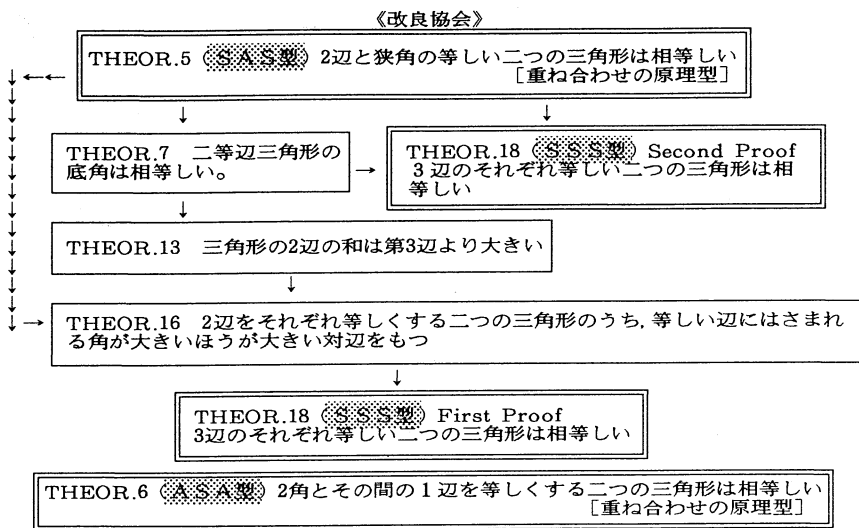 《改良協会》
THEOR.5 (SAS型) 2辺と狭角の等しい二つの三角形は相等しい
[重ね合わせの原理型]
THEOR.7 二等辺三角形の
底角は相等しい。
THEOR.18 (SSS型) Second Proof
3辺のそれぞれ等しい二つの三角形は相
等しい
THEOR.13 三角形の2辺の和は第3辺より大きい
THEOR.16 2辺をそれぞれ等しくする二つの三角形のうち, 等しい辺にはさまれ
る角が大きいほうが大きい対辺をもつ
THEOR.18 (SSS型) First Proof
3辺のそれぞれ等しい二つの三角形は相等しい
THEOR.6 (ASA型) 2角とその間の1辺を等しくする二つの三角形は相等しい
[重ね合わせの原理型]